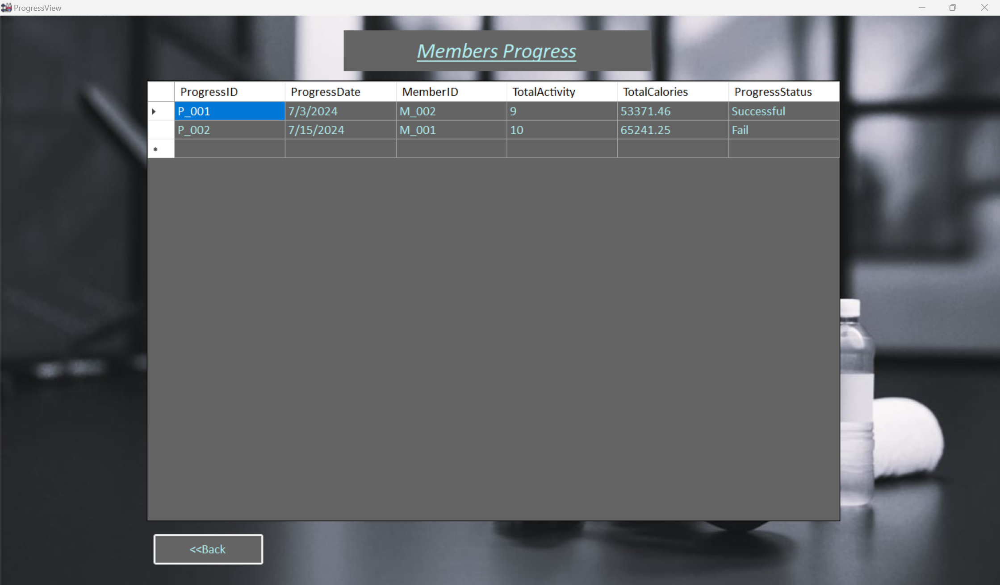 ProgressView
Members Progress
ProgressID ProgressDate MemberID TotalActivity TotalCalories ProgressStatus
P_001 7/3/2024 M_002 9 53371.46 Successful
P_002 7/15/2024 M_001 10 65241.25 Fail
<<Back